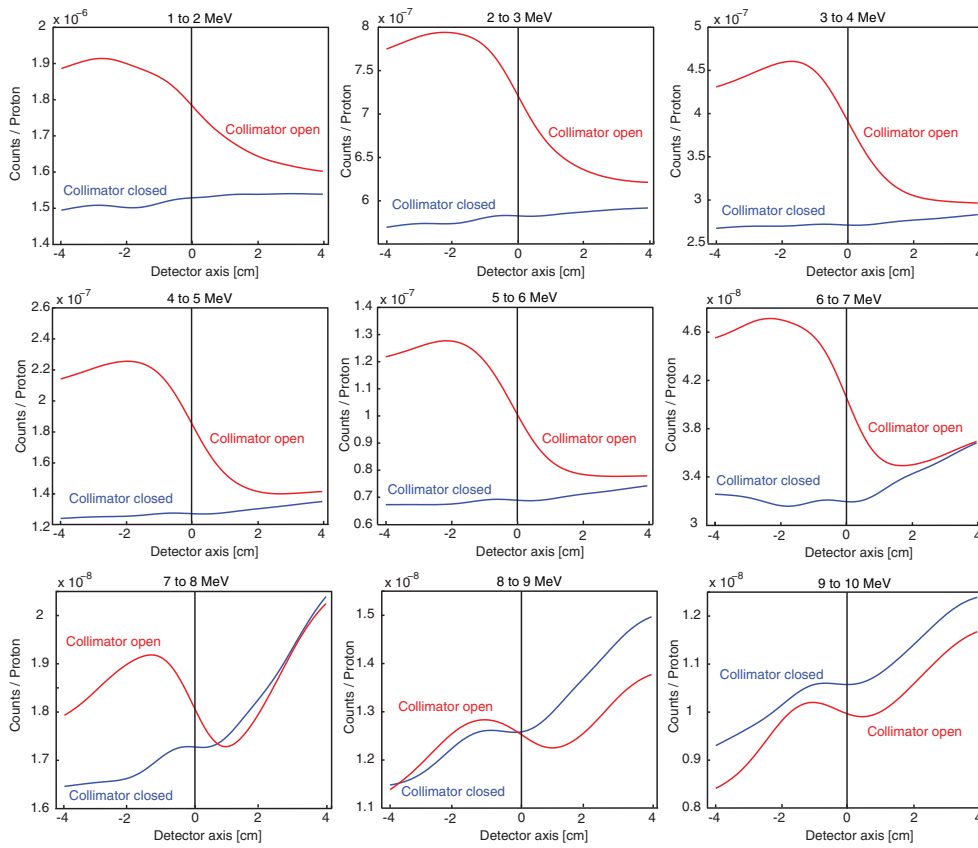 x 10⁻⁶
1 to 2 MeV
2
1.9
1.8
1.7
1.6
1.5
1.4
Counts / Proton
Collimator open
Collimator closed
-4 -2 0 2 4
Detector axis [cm]
x 10⁻⁷
2 to 3 MeV
8
7
6
Counts / Proton
Collimator open
Collimator closed
-4 -2 0 2 4
Detector axis [cm]
x 10⁻⁷
3 to 4 MeV
5
4.5
4
3.5
3
2.5
Counts / Proton
Collimator open
Collimator closed
-4 -2 0 2 4
Detector axis [cm]
x 10⁻⁷
4 to 5 MeV
2.6
2.4
2.2
2
1.8
1.6
1.4
1.2
Counts / Proton
Collimator open
Collimator closed
-4 -2 0 2 4
Detector axis [cm]
x 10⁻⁷
5 to 6 MeV
1.4
1.3
1.2
1.1
1
0.9
0.8
0.7
0.6
Counts / Proton
Collimator open
Collimator closed
-4 -2 0 2 4
Detector axis [cm]
x 10⁻⁸
6 to 7 MeV
4.6
4.2
3.8
3.4
3
Counts / Proton
Collimator open
Collimator closed
-4 -2 0 2 4
Detector axis [cm]
x 10⁻⁸
7 to 8 MeV
2
1.9
1.8
1.7
1.6
Counts / Proton
Collimator open
Collimator closed
-4 -2 0 2 4
Detector axis [cm]
x 10⁻⁸
8 to 9 MeV
1.5
1.4
1.3
1.2
1.1
Counts / Proton
Collimator open
Collimator closed
-4 -2 0 2 4
Detector axis [cm]
x 10⁻⁸
9 to 10 MeV
1.2
1.1
1
0.9
0.8
Counts / Proton
Collimator closed
Collimator open
-4 -2 0 2 4
Detector axis [cm]